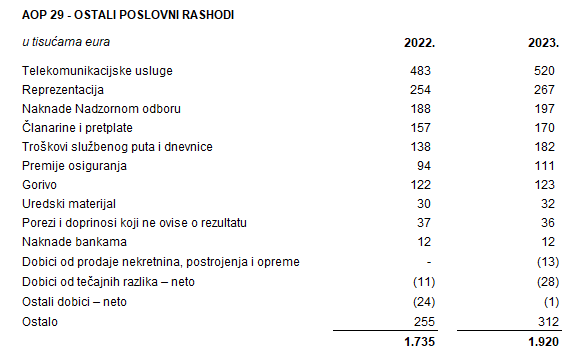 AOP 29 - OSTALI POSLOVNI RASHODI
u tisućama eura 2022. 2023.
Telekomunikacijske usluge 483 520
Reprezentacija 254 267
Naknade Nadzornom odboru 188 197
Članarine i pretplate 157 170
Troškovi službenog puta i dnevnice 138 182
Premije osiguranja 94 111
Gorivo 122 123
Uredski materijal 30 32
Porezi i doprinosi koji ne ovise o rezultatu 37 36
Naknade bankama 12 12
Dobici od prodaje nekretnina, postrojenja i opreme - (13)
Dobici od tečajnih razlika – neto (11) (28)
Ostali dobici – neto (24) (1)
Ostalo 255 312
1.735 1.920